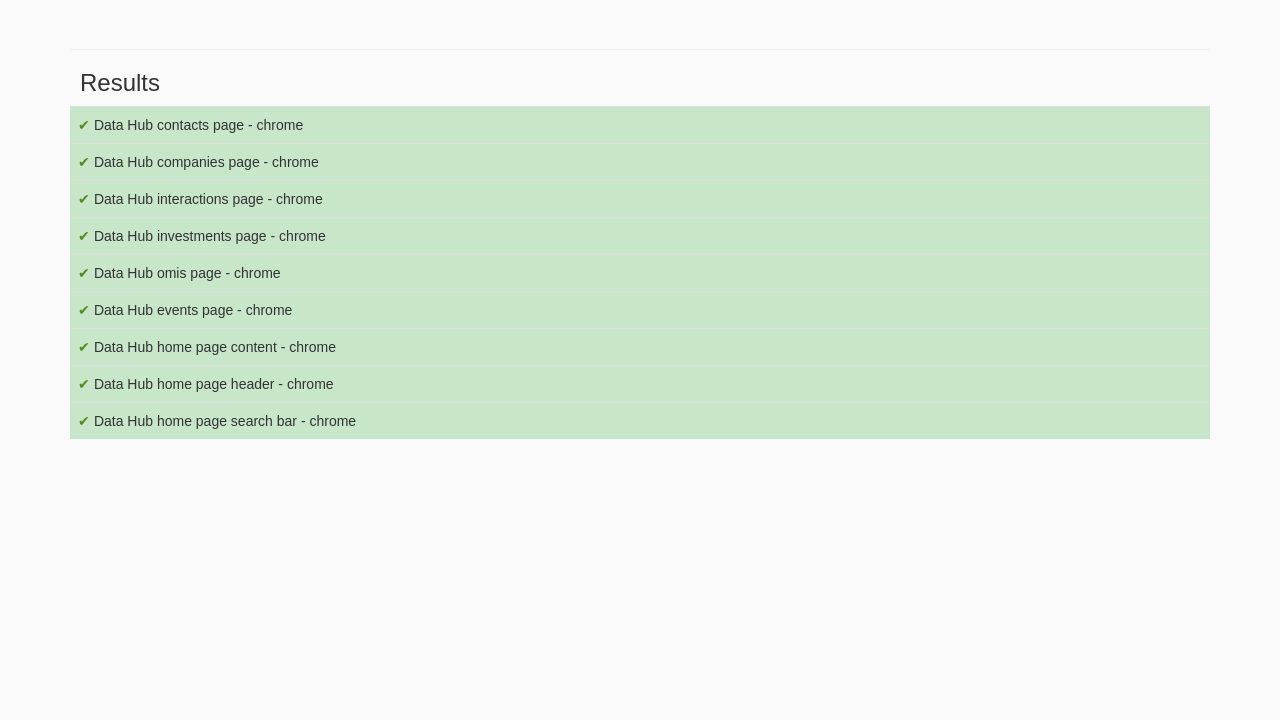 Results
✔ Data Hub contacts page - chrome
✔ Data Hub companies page - chrome
✔ Data Hub interactions page - chrome
✔ Data Hub investments page - chrome
✔ Data Hub omis page - chrome
✔ Data Hub events page - chrome
✔ Data Hub home page content - chrome
✔ Data Hub home page header - chrome
✔ Data Hub home page search bar - chrome